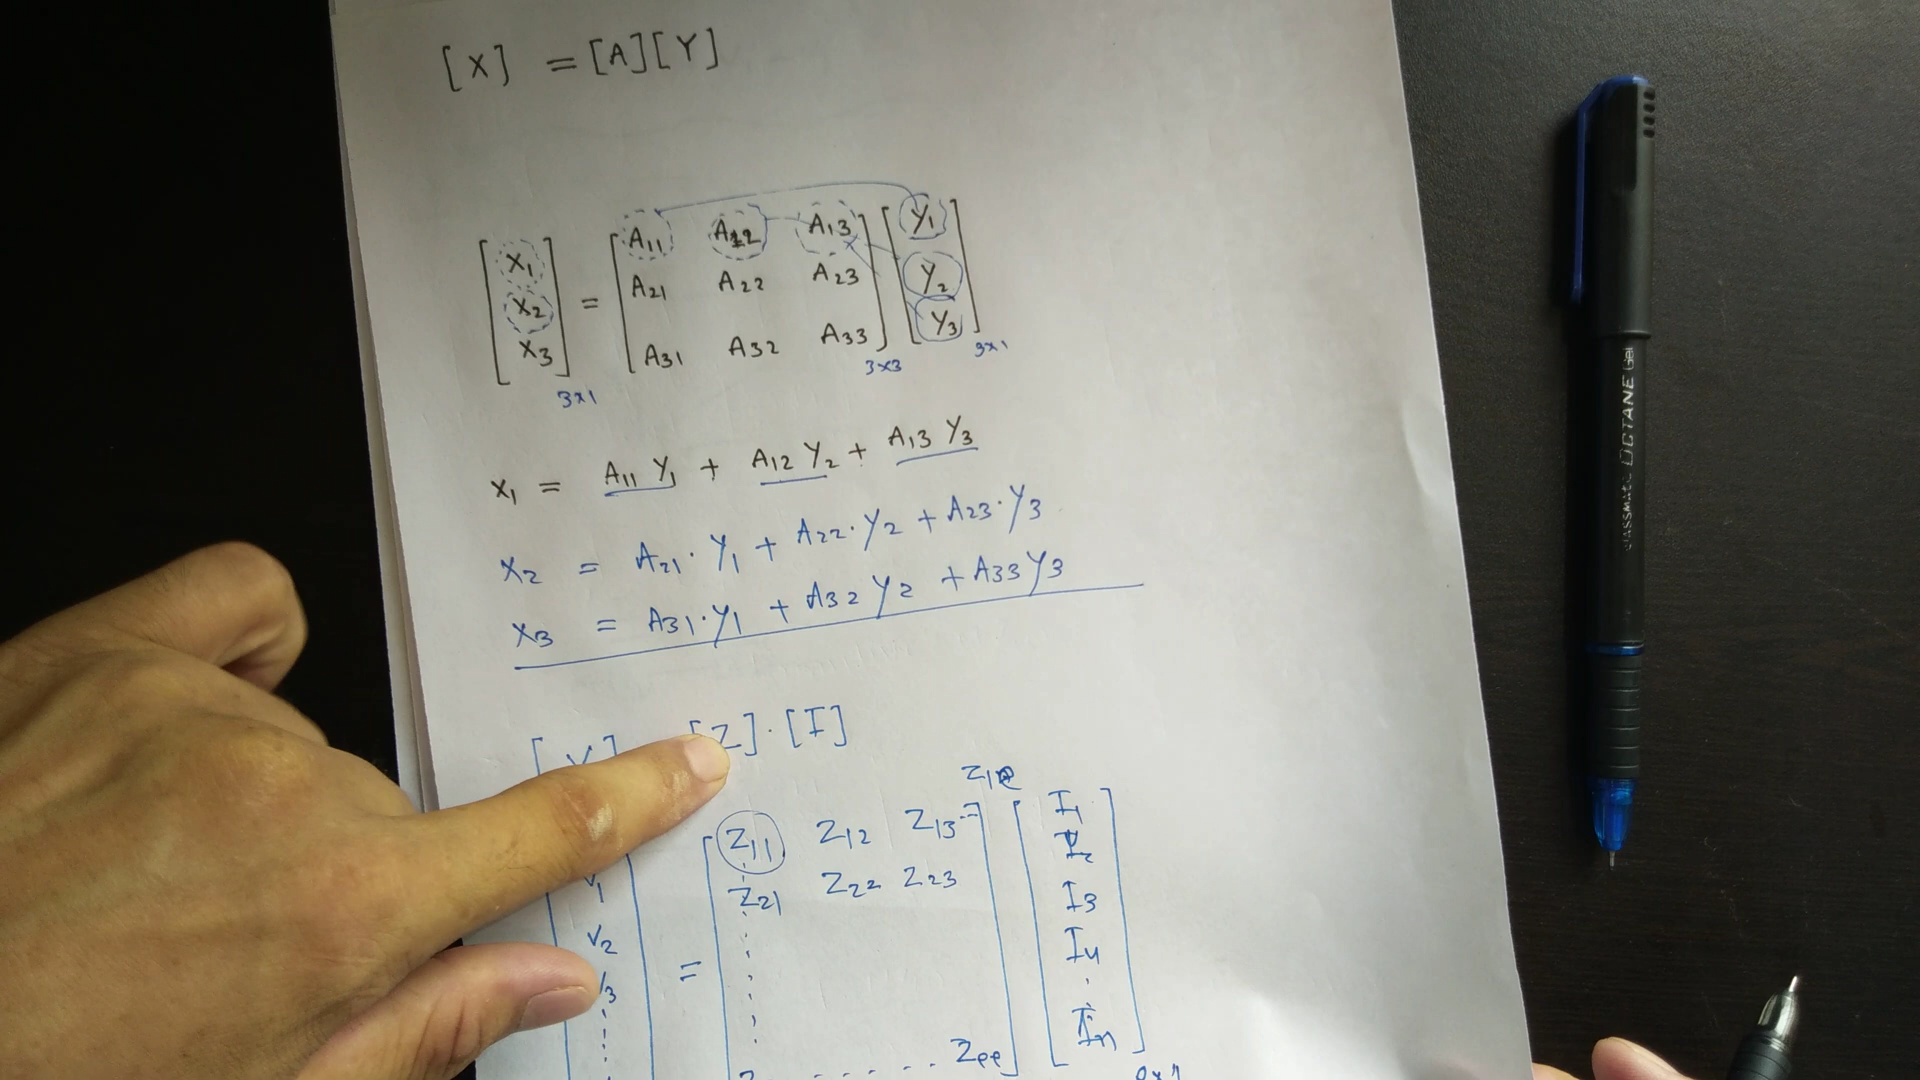 [X] = [A][Y]
X1 X2 X3 = A11 A12 A13 Y1
A21 A22 A23 Y2
A31 A32 A33 Y3
3x1 3x3 3x1
X1 = A11 Y1 + A12 Y2 + A13 Y3
X2 = A21 · Y1 + A22 · Y2 + A23 · Y3
X3 = A31 · Y1 + A32 Y2 + A33 Y3
[V] [Z] · [I]
Z11 Z12 Z13 -- I1
V1 Z21 Z22 Z23 I2
V2 I3
V3 = I4
In
..... Zee
classmate OCTANE Gel